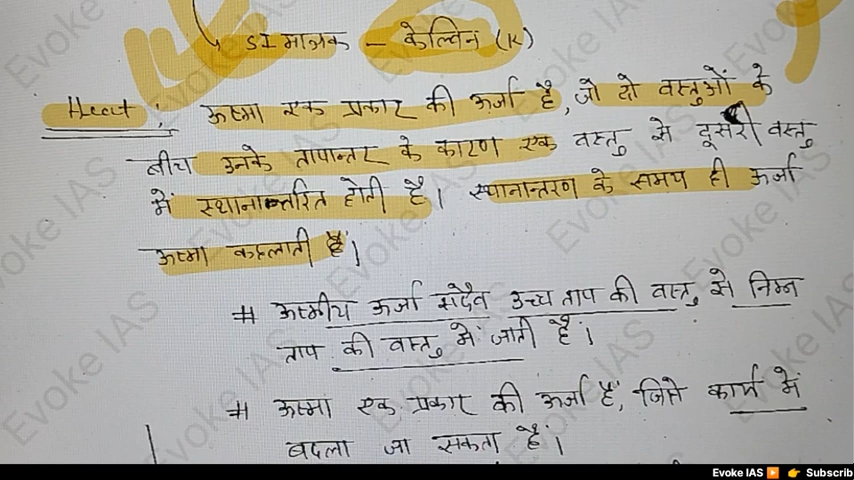 SI मात्रक – केल्विन (K)
Heat : ऊष्मा एक प्रकार की ऊर्जा है, जो दो वस्तुओं के
बीच उनके तापान्तर के कारण एक वस्तु से दूसरी वस्तु
में स्थानान्तरित होती है। स्थानान्तरण के समय ही ऊर्जा
ऊष्मा कहलाती है।
# ऊष्मीय ऊर्जा सदैव उच्च ताप की वस्तु से निम्न
ताप की वस्तु में जाती है।
# ऊष्मा एक प्रकार की ऊर्जा है, जिसे कार्य में
बदला जा सकता है।
Evoke IAS ▶️ 👉 Subscrib